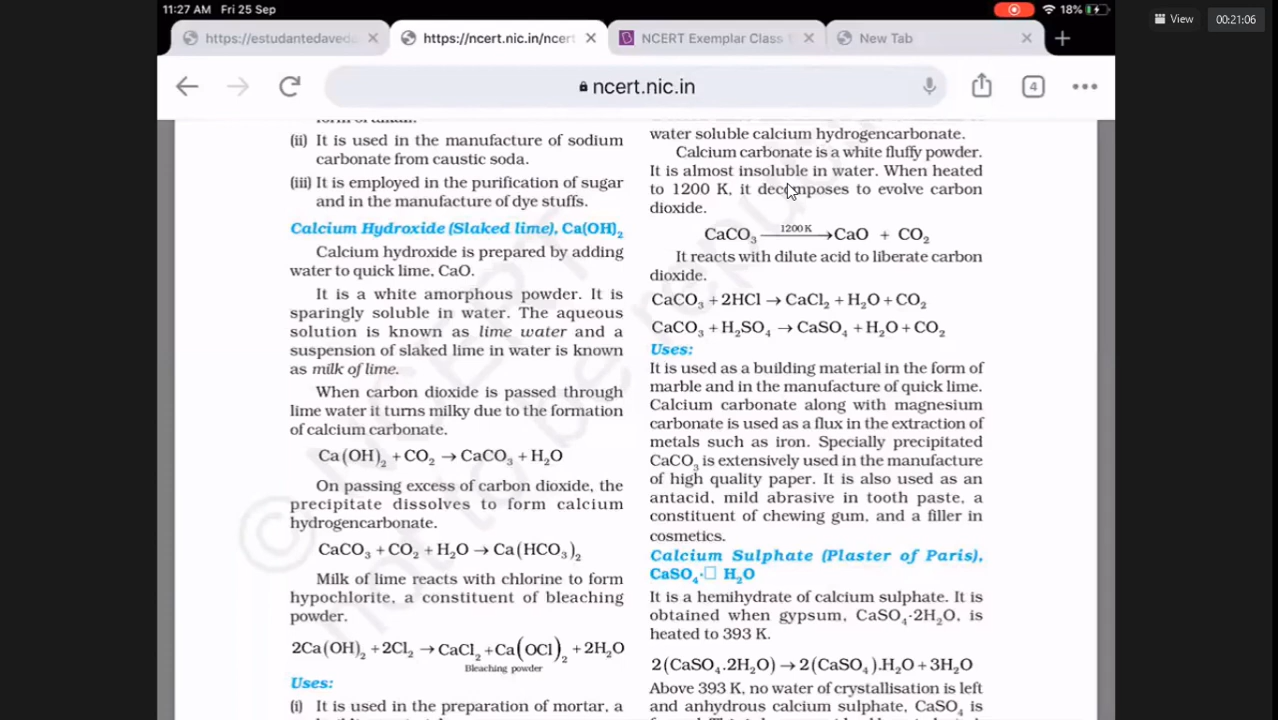 11:27 AM Fri 25 Sep
18%
View
00:21:06
https://estudantedaved
https://ncert.nic.in/ncert
NCERT Exemplar Class
New Tab
ncert.nic.in
4
(ii) It is used in the manufacture of sodium
carbonate from caustic soda.
(iii) It is employed in the purification of sugar
and in the manufacture of dye stuffs.
Calcium Hydroxide (Slaked lime), Ca(OH)₂
Calcium hydroxide is prepared by adding
water to quick lime, CaO.
It is a white amorphous powder. It is
sparingly soluble in water. The aqueous
solution is known as lime water and a
suspension of slaked lime in water is known
as milk of lime.
When carbon dioxide is passed through
lime water it turns milky due to the formation
of calcium carbonate.
Ca(OH)₂ + CO₂ → CaCO₃ + H₂O
On passing excess of carbon dioxide, the
precipitate dissolves to form calcium
hydrogencarbonate.
CaCO₃ + CO₂ + H₂O → Ca(HCO₃)₂
Milk of lime reacts with chlorine to form
hypochlorite, a constituent of bleaching
powder.
2Ca(OH)₂ + 2Cl₂ → CaCl₂ + Ca(OCl)₂ + 2H₂O
Bleaching powder
Uses:
(i) It is used in the preparation of mortar, a
water soluble calcium hydrogencarbonate.
Calcium carbonate is a white fluffy powder.
It is almost insoluble in water. When heated
to 1200 K, it decomposes to evolve carbon
dioxide.
CaCO₃ 1200 K → CaO + CO₂
It reacts with dilute acid to liberate carbon
dioxide.
CaCO₃ + 2HCl → CaCl₂ + H₂O + CO₂
CaCO₃ + H₂SO₄ → CaSO₄ + H₂O + CO₂
Uses:
It is used as a building material in the form of
marble and in the manufacture of quick lime.
Calcium carbonate along with magnesium
carbonate is used as a flux in the extraction of
metals such as iron. Specially precipitated
CaCO₃ is extensively used in the manufacture
of high quality paper. It is also used as an
antacid, mild abrasive in tooth paste, a
constituent of chewing gum, and a filler in
cosmetics.
Calcium Sulphate (Plaster of Paris),
CaSO₄·□ H₂O
It is a hemihydrate of calcium sulphate. It is
obtained when gypsum, CaSO₄·2H₂O, is
heated to 393 K.
2(CaSO₄.2H₂O) → 2(CaSO₄).H₂O + 3H₂O
Above 393 K, no water of crystallisation is left
and anhydrous calcium sulphate, CaSO₄ is
© NCERT
not to be republi